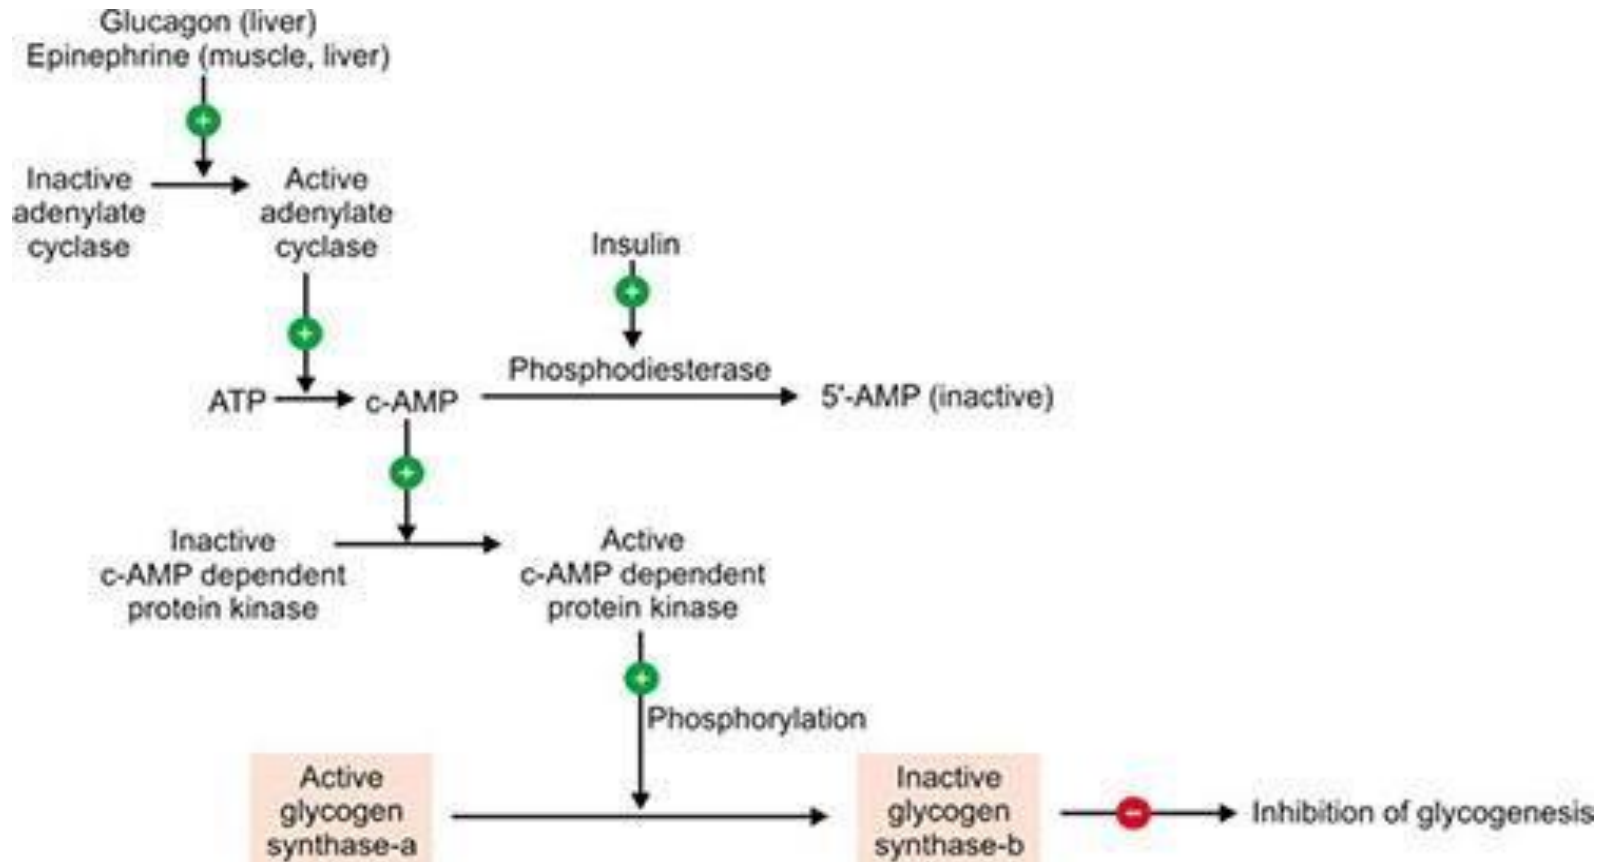 Glucagon (liver)
Epinephrine (muscle, liver)
+
Inactive
adenylate
cyclase
Active
adenylate
cyclase
Insulin
+
+
Phosphodiesterase
ATP
c-AMP
5'-AMP (inactive)
+
Inactive
c-AMP dependent
protein kinase
Active
c-AMP dependent
protein kinase
+
Phosphorylation
Active
glycogen
synthase-a
Inactive
glycogen
synthase-b
−
Inhibition of glycogenesis